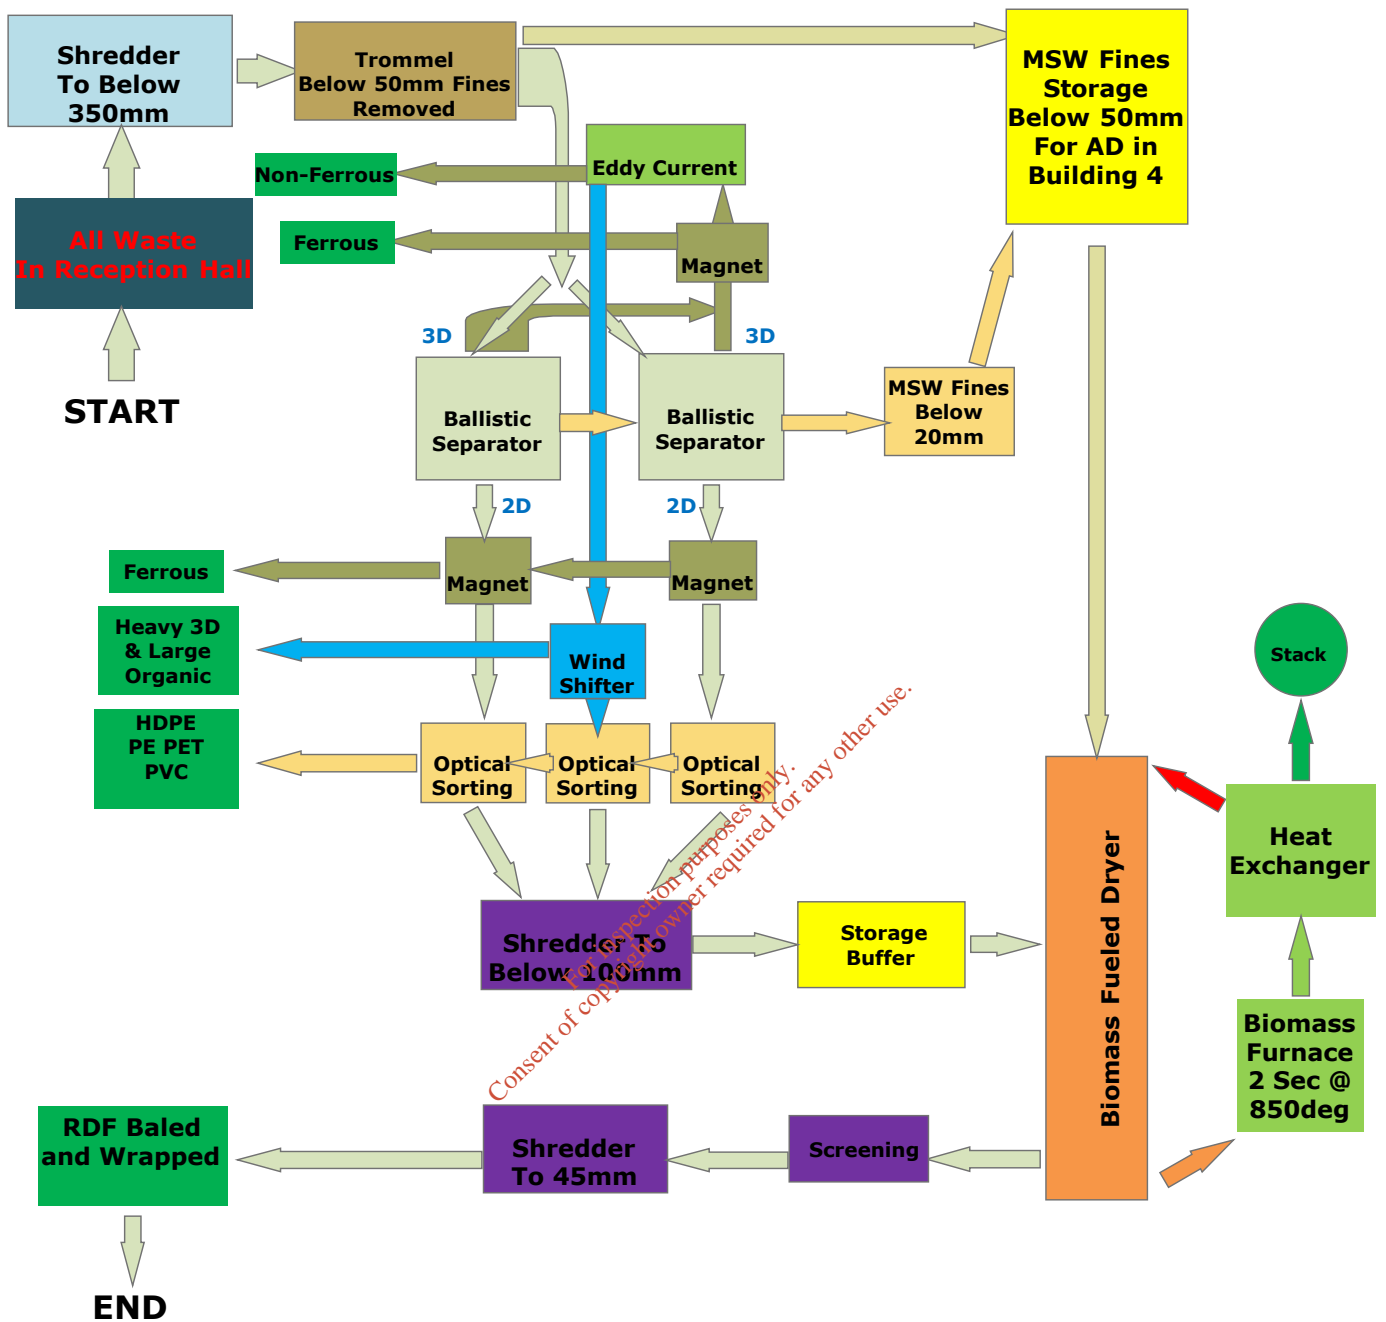 Shredder
To Below
350mm
Trommel
Below 50mm Fines
Removed
MSW Fines
Storage
Below 50mm
For AD in
Building 4
Eddy Current
Non-Ferrous
All Waste
In Reception Hall
Ferrous
Magnet
START
3D
3D
Ballistic
Separator
Ballistic
Separator
MSW Fines
Below
20mm
2D
2D
Ferrous
Magnet
Magnet
Heavy 3D
& Large
Organic
Wind
Shifter
Stack
HDPE
PE PET
PVC
Optical
Sorting
Optical
Sorting
Optical
Sorting
Heat
Exchanger
Biomass Fueled Dryer
Shredder To
Below 100mm
Storage
Buffer
For inspection purposes only.
Consent of copyright owner required for any other use.
Biomass
Furnace
2 Sec @
850deg
RDF Baled
and Wrapped
Shredder
To 45mm
Screening
END